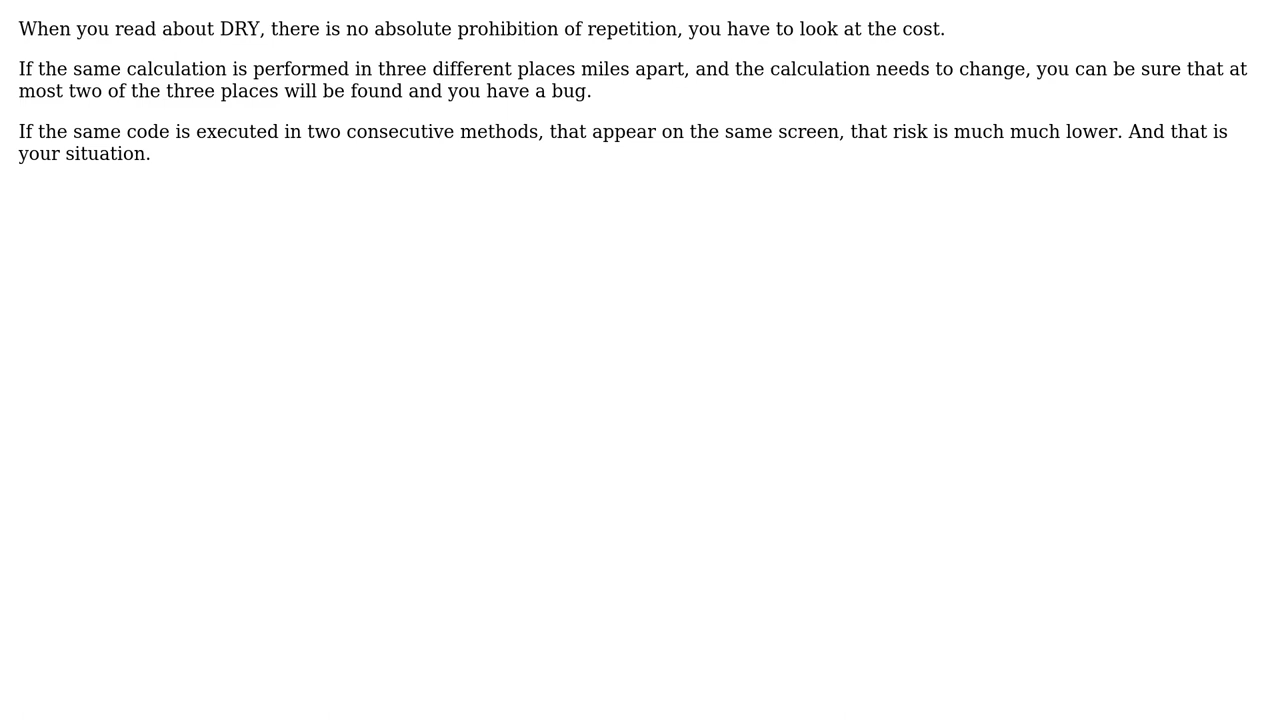 When you read about DRY, there is no absolute prohibition of repetition, you have to look at the cost.
If the same calculation is performed in three different places miles apart, and the calculation needs to change, you can be sure that at
most two of the three places will be found and you have a bug.
If the same code is executed in two consecutive methods, that appear on the same screen, that risk is much much lower. And that is
your situation.